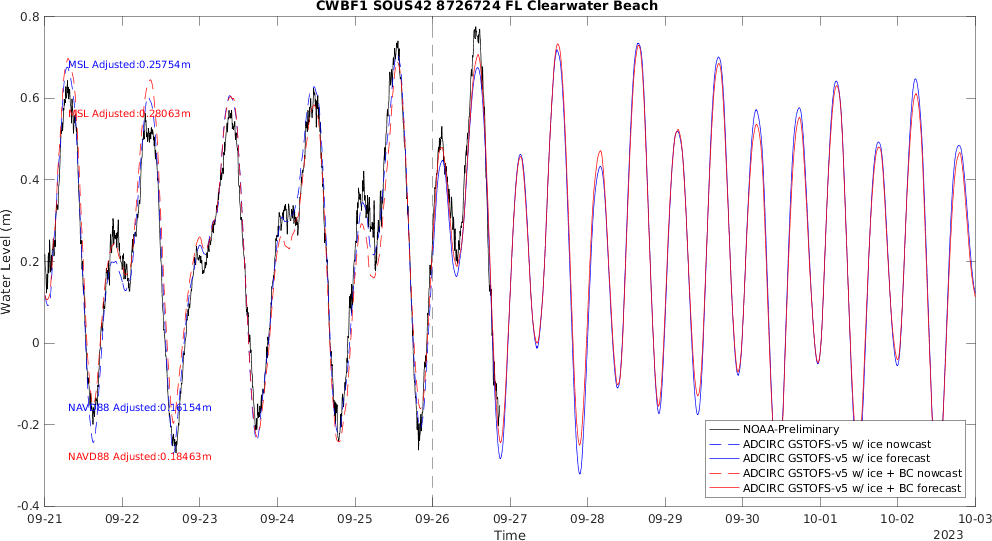 CWBF1 SOUS42 8726724 FL Clearwater Beach
0.8
0.6
0.4
0.2
0
-0.2
-0.4
Water Level (m)
MSL Adjusted:0.25754m
MSL Adjusted:0.28063m
NAVD88 Adjusted:0.16154m
NAVD88 Adjusted:0.18463m
NOAA-Preliminary
ADCIRC GSTOFS-v5 w/ ice nowcast
ADCIRC GSTOFS-v5 w/ ice forecast
ADCIRC GSTOFS-v5 w/ ice + BC nowcast
ADCIRC GSTOFS-v5 w/ ice + BC forecast
09-21 09-22 09-23 09-24 09-25 09-26 09-27 09-28 09-29 09-30 10-01 10-02 10-03
Time
2023